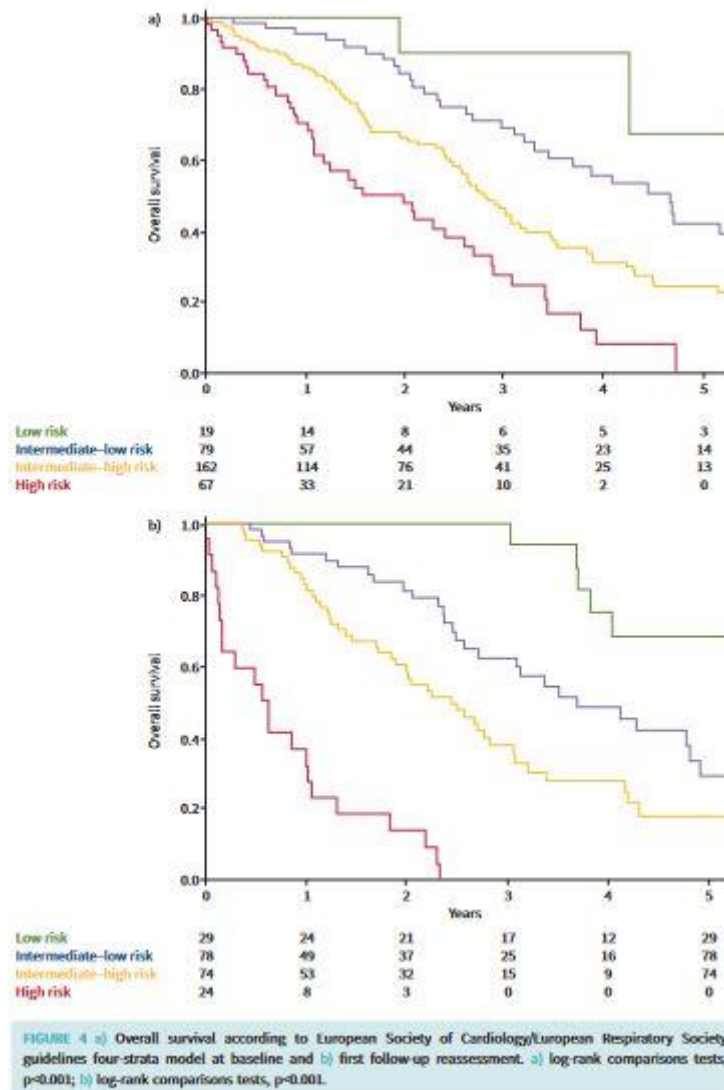 a)
1.0
0.8
0.6
0.4
0.2
0
Overall survival
0 1 2 3 4 5
Years
Low risk 19 14 8 6 5 3
Intermediate–low risk 79 57 44 35 23 14
Intermediate–high risk 162 114 76 41 25 13
High risk 67 33 21 10 2 0
b)
1.0
0.8
0.6
0.4
0.2
0.0
Overall survival
0 1 2 3 4 5
Years
Low risk 29 24 21 17 12 29
Intermediate–low risk 78 49 37 25 16 78
Intermediate–high risk 74 53 32 15 9 74
High risk 24 8 3 0 0 0
FIGURE 4 a) Overall survival according to European Society of Cardiology/European Respiratory Society
guidelines four-strata model at baseline and b) first follow-up reassessment. a) log-rank comparisons tests,
p<0.001; b) log-rank comparisons tests, p<0.001.